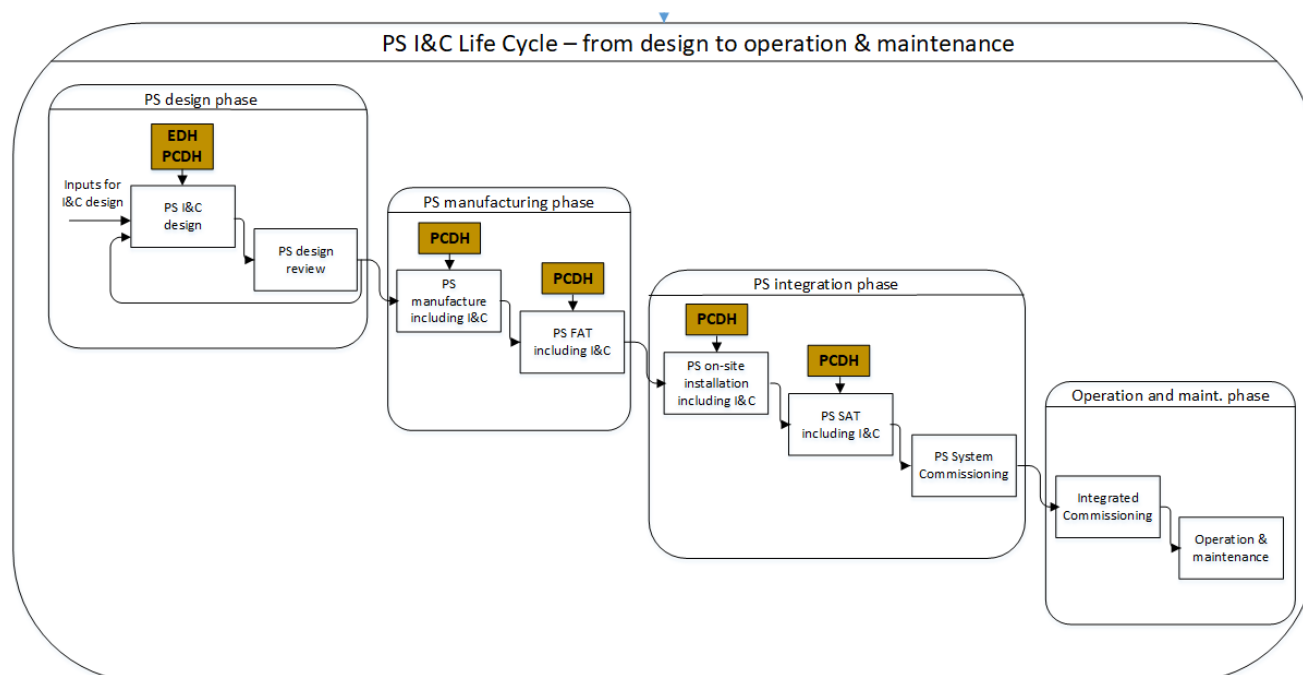 PS I&C Life Cycle – from design to operation & maintenance
PS design phase
EDH
PCDH
Inputs for
I&C design
PS I&C
design
PS design
review
PS manufacturing phase
PCDH
PS
manufacture
including I&C
PCDH
PS FAT
including I&C
PS integration phase
PCDH
PS on-site
installation
including I&C
PCDH
PS SAT
including I&C
PS System
Commissioning
Operation and maint. phase
Integrated
Commissioning
Operation &
maintenance